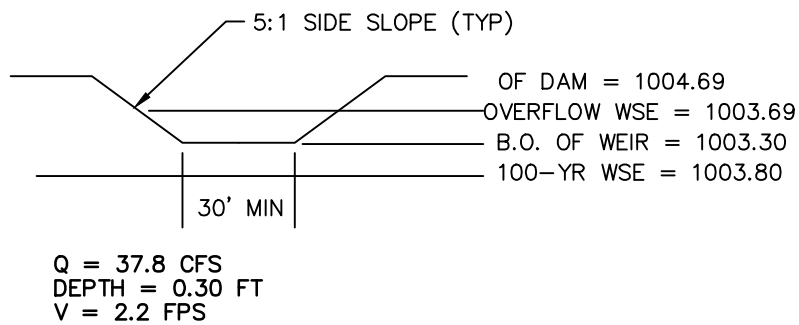 5:1 SIDE SLOPE (TYP)
OF DAM = 1004.69
OVERFLOW WSE = 1003.69
B.O. OF WEIR = 1003.30
100-YR WSE = 1003.80
30' MIN
Q = 37.8 CFS
DEPTH = 0.30 FT
V = 2.2 FPS